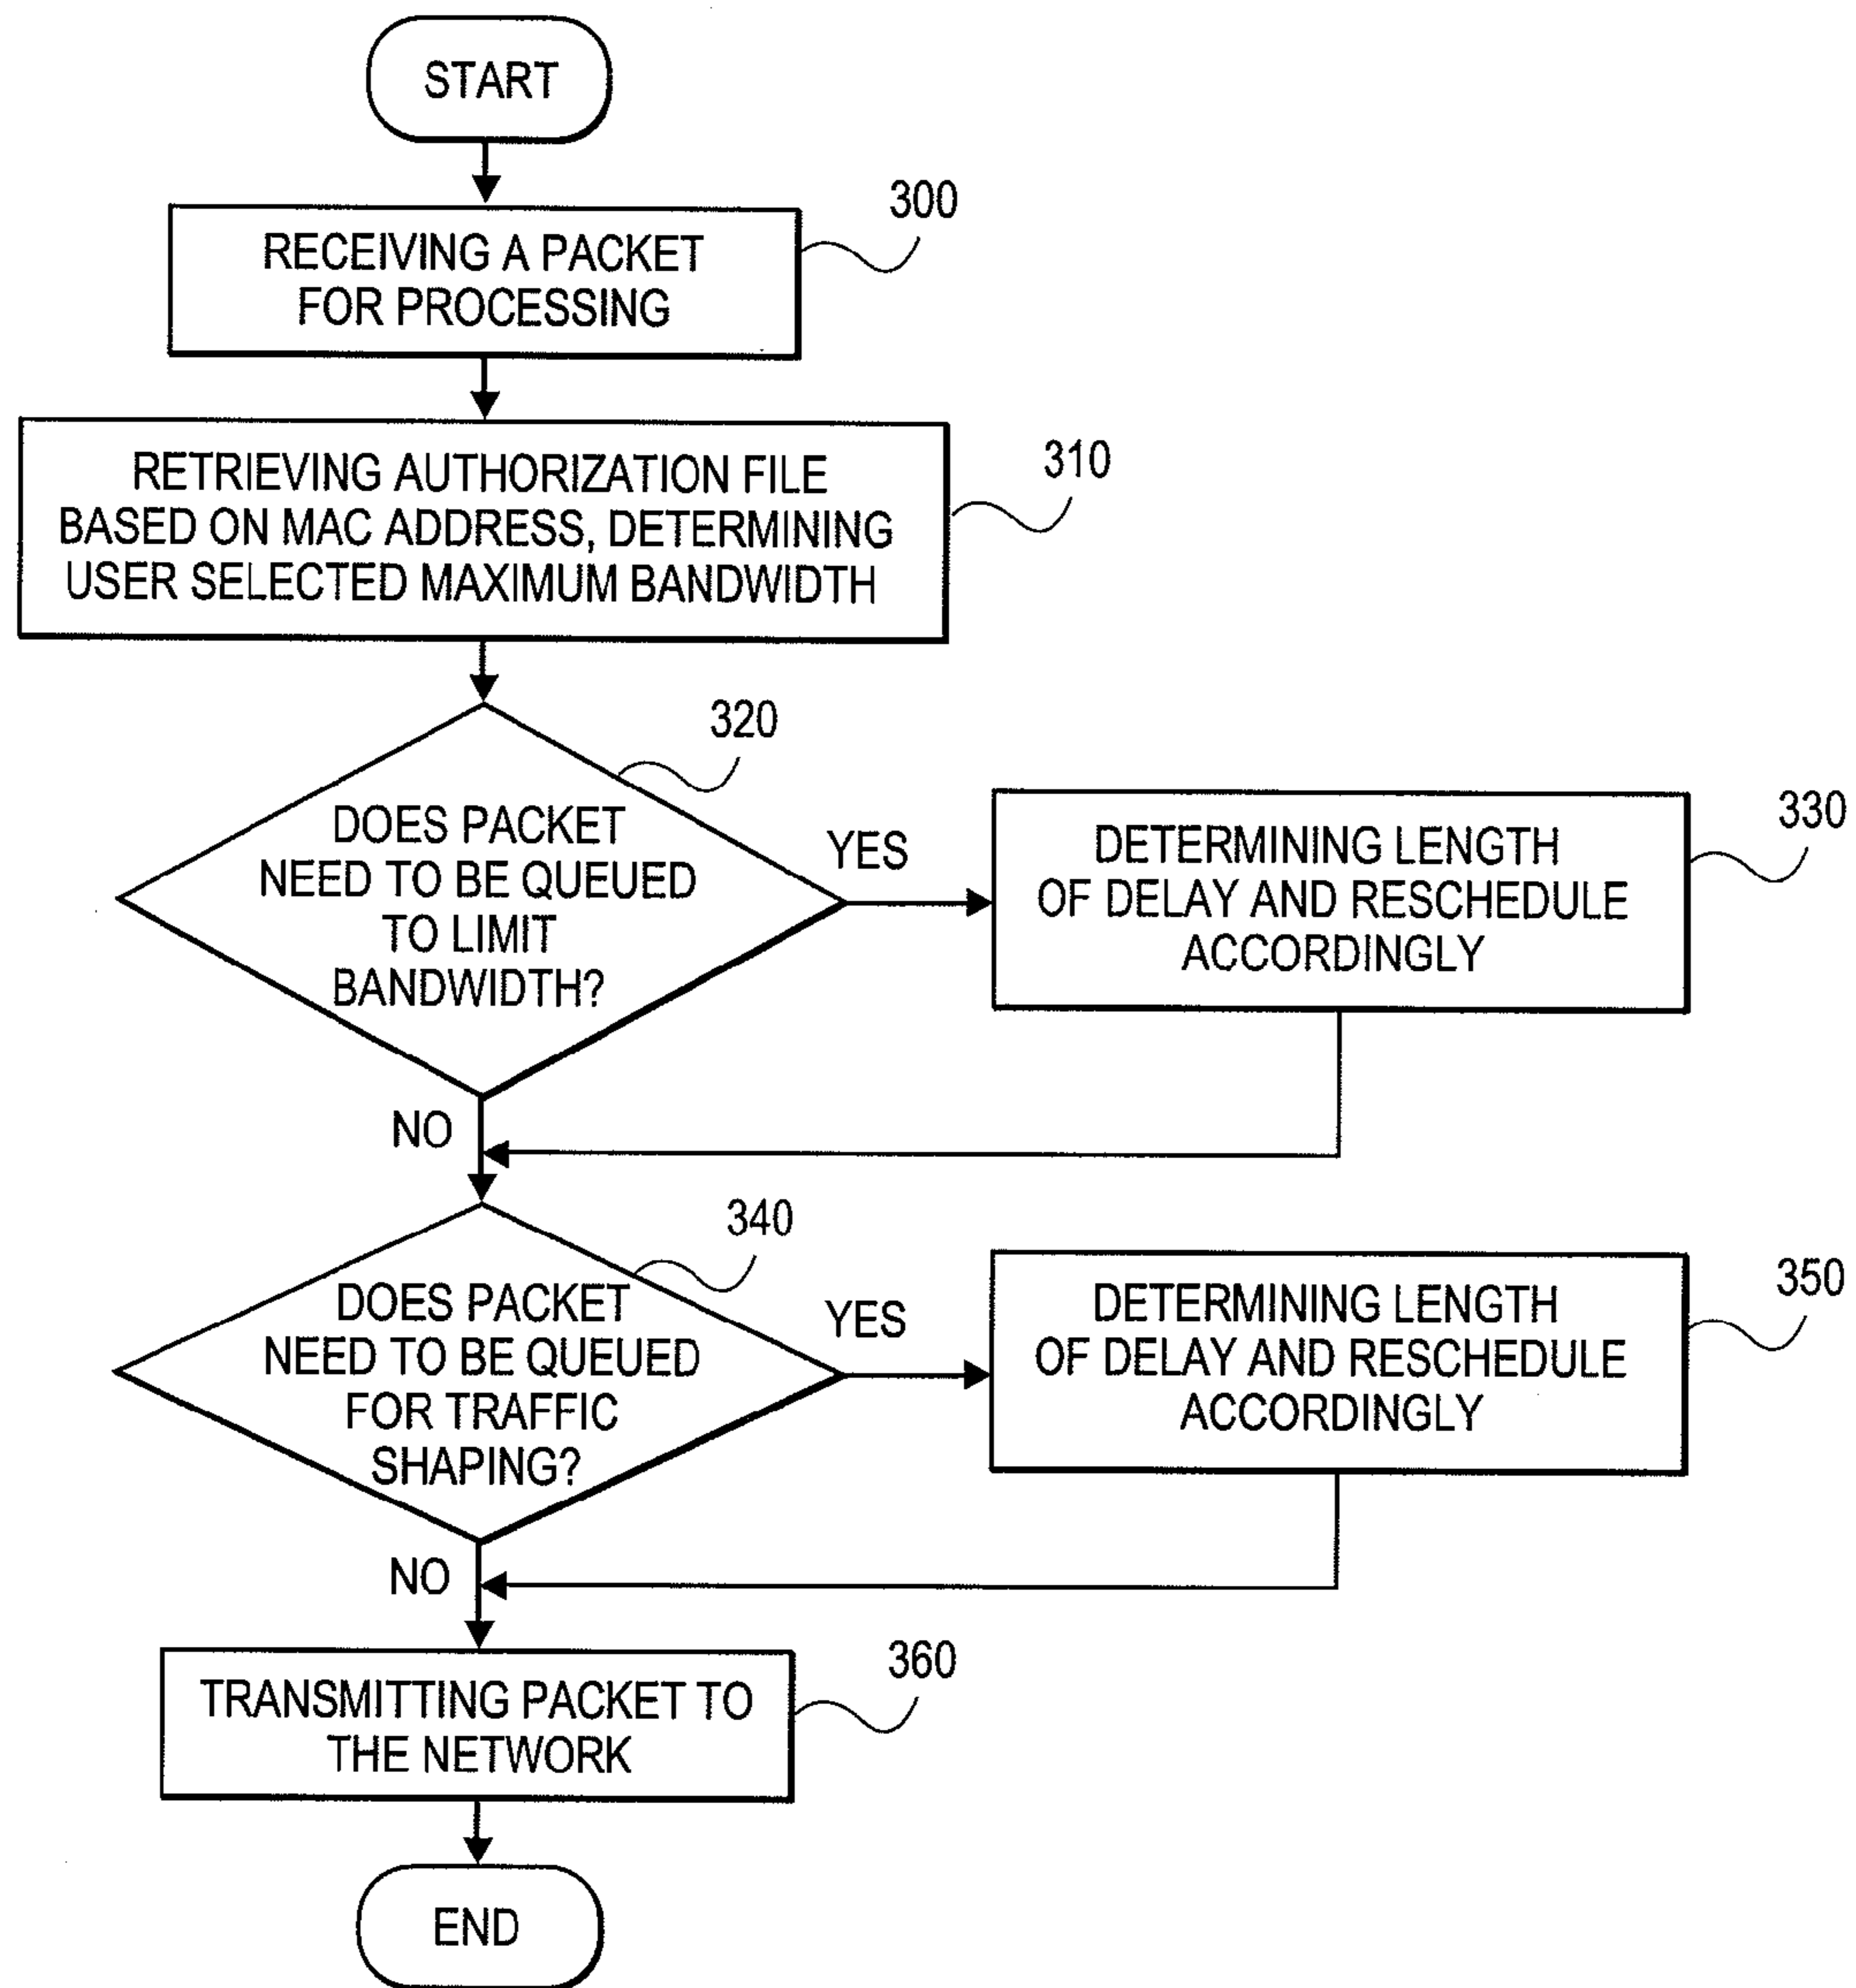 START
300
RECEIVING A PACKET
FOR PROCESSING
310
RETRIEVING AUTHORIZATION FILE
BASED ON MAC ADDRESS, DETERMINING
USER SELECTED MAXIMUM BANDWIDTH
320
DOES PACKET
NEED TO BE QUEUED
TO LIMIT
BANDWIDTH?
YES
330
DETERMINING LENGTH
OF DELAY AND RESCHEDULE
ACCORDINGLY
NO
340
DOES PACKET
NEED TO BE QUEUED
FOR TRAFFIC
SHAPING?
YES
350
DETERMINING LENGTH
OF DELAY AND RESCHEDULE
ACCORDINGLY
NO
360
TRANSMITTING PACKET TO
THE NETWORK
END